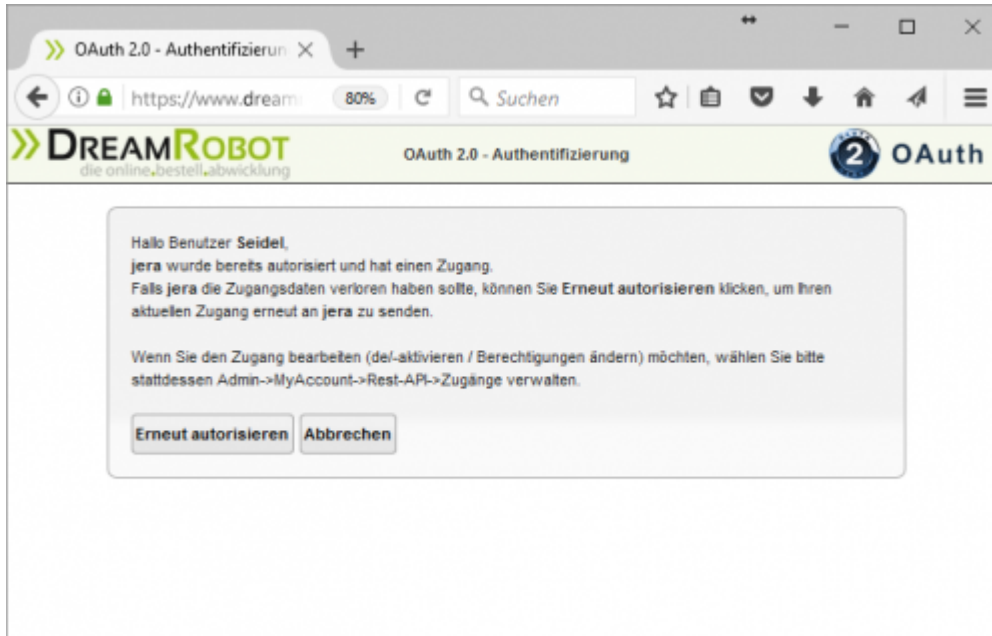 OAuth 2.0 - Authentifizierun
https://www.dream
80%
Suchen
DREAMROBOT
die online.bestell.abwicklung
OAuth 2.0 - Authentifizierung
2
OAuth
Hallo Benutzer Seidel,
jera wurde bereits autorisiert und hat einen Zugang.
Falls jera die Zugangsdaten verloren haben sollte, können Sie Erneut autorisieren klicken, um Ihren
aktuellen Zugang erneut an jera zu senden.
Wenn Sie den Zugang bearbeiten (de/-aktivieren / Berechtigungen ändern) möchten, wählen Sie bitte
stattdessen Admin->MyAccount->Rest-API->Zugänge verwalten.
Erneut autorisieren
Abbrechen